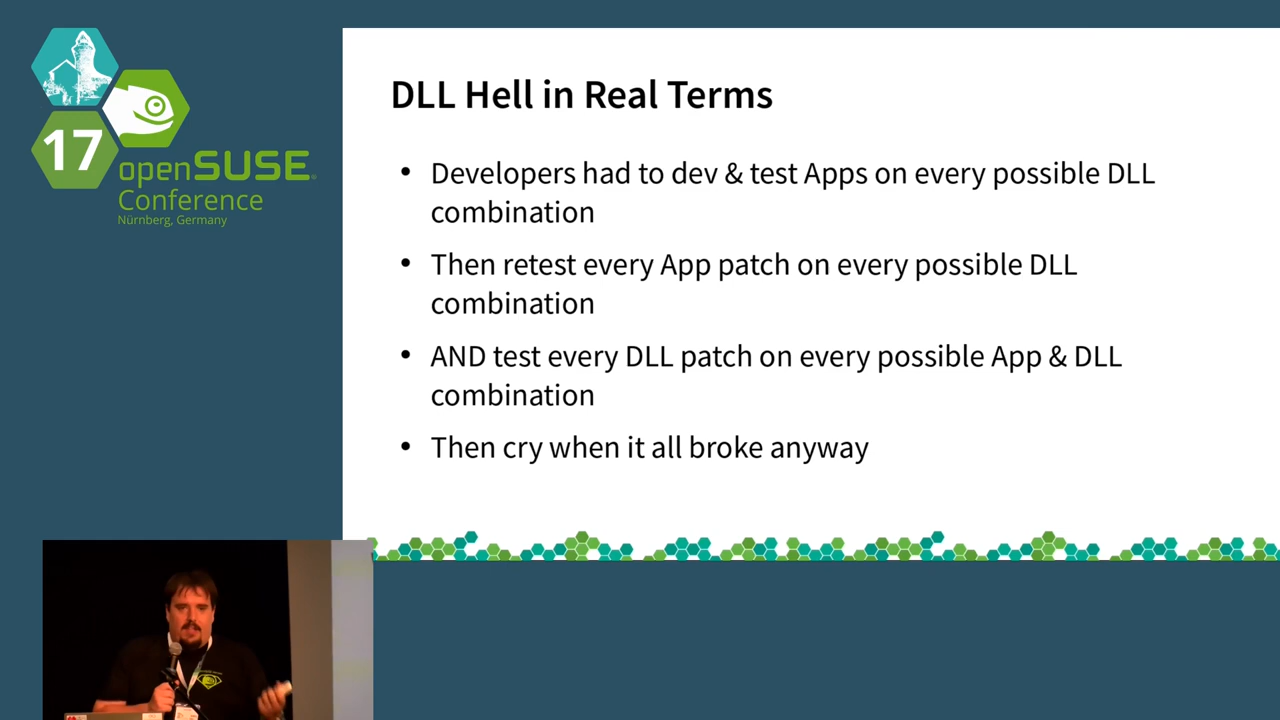 17
openSUSE
Conference
Nürnberg, Germany
DLL Hell in Real Terms
• Developers had to dev & test Apps on every possible DLL
combination
• Then retest every App patch on every possible DLL
combination
• AND test every DLL patch on every possible App & DLL
combination
• Then cry when it all broke anyway